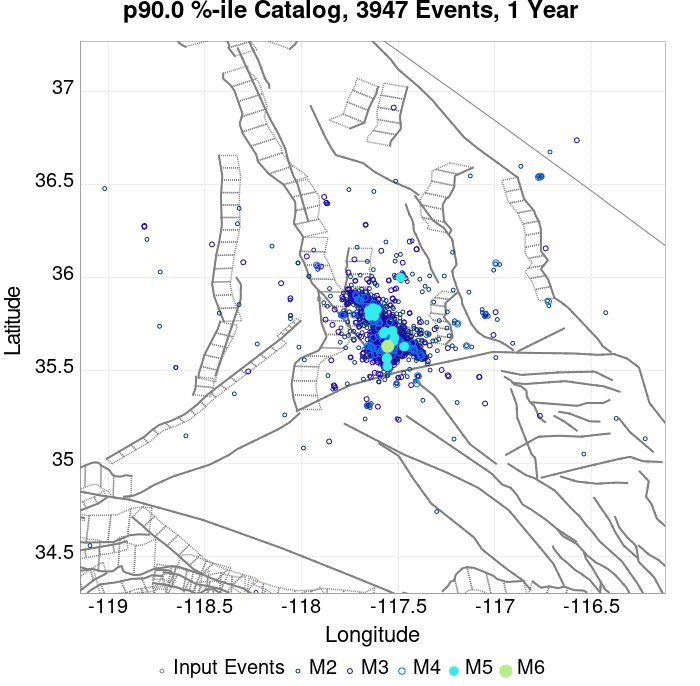 p90.0 %-ile Catalog, 3947 Events, 1 Year
37
36.5
36
35.5
35
34.5
Latitude
-119 -118.5 -118 -117.5 -117 -116.5
Longitude
Input Events M2 M3 M4 M5 M6